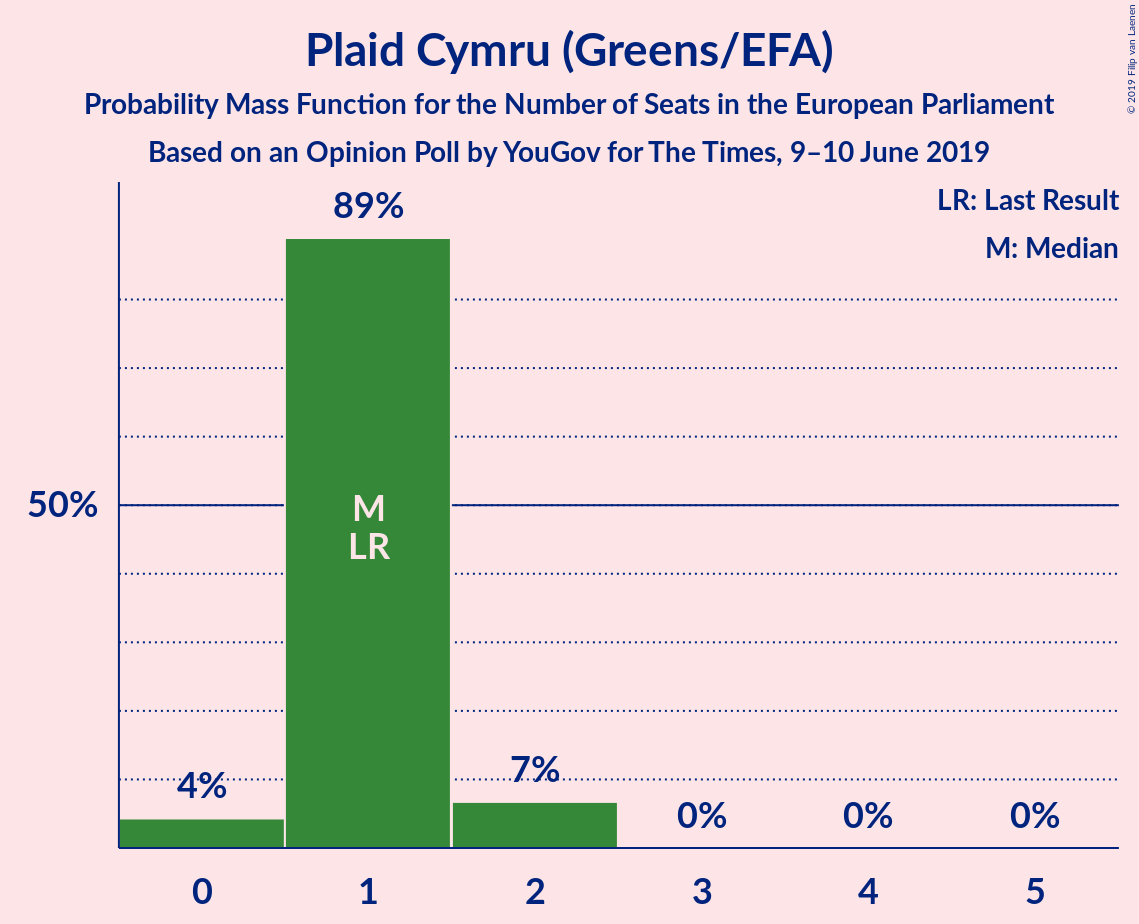 Plaid Cymru (Greens/EFA)
Probability Mass Function for the Number of Seats in the European Parliament
Based on an Opinion Poll by YouGov for The Times, 9–10 June 2019
© 2019 Filip van Laenen
LR: Last Result
M: Median
89%
50%
M
LR
4%
7%
0%
0%
0%
0
1
2
3
4
5